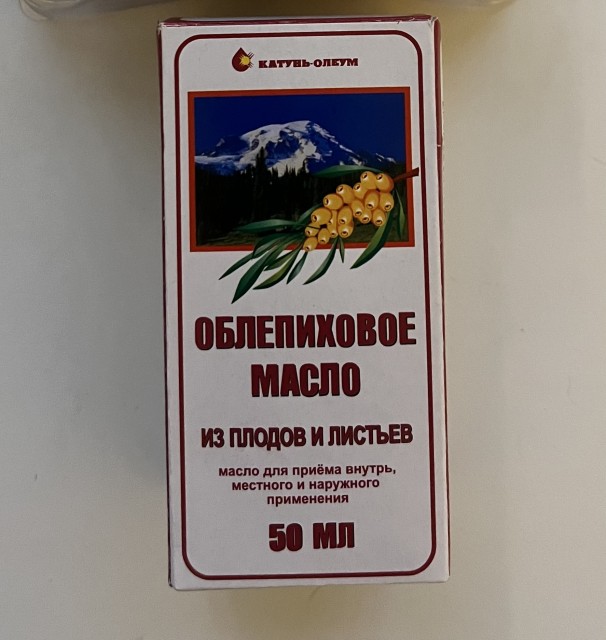 КАТУНЬ-ОЛЕУМ
ОБЛЕПИХОВОЕ
МАСЛО
ИЗ ПЛОДОВ И ЛИСТЬЕВ
масло для приёма внутрь,
местного и наружного
применения
50 МЛ